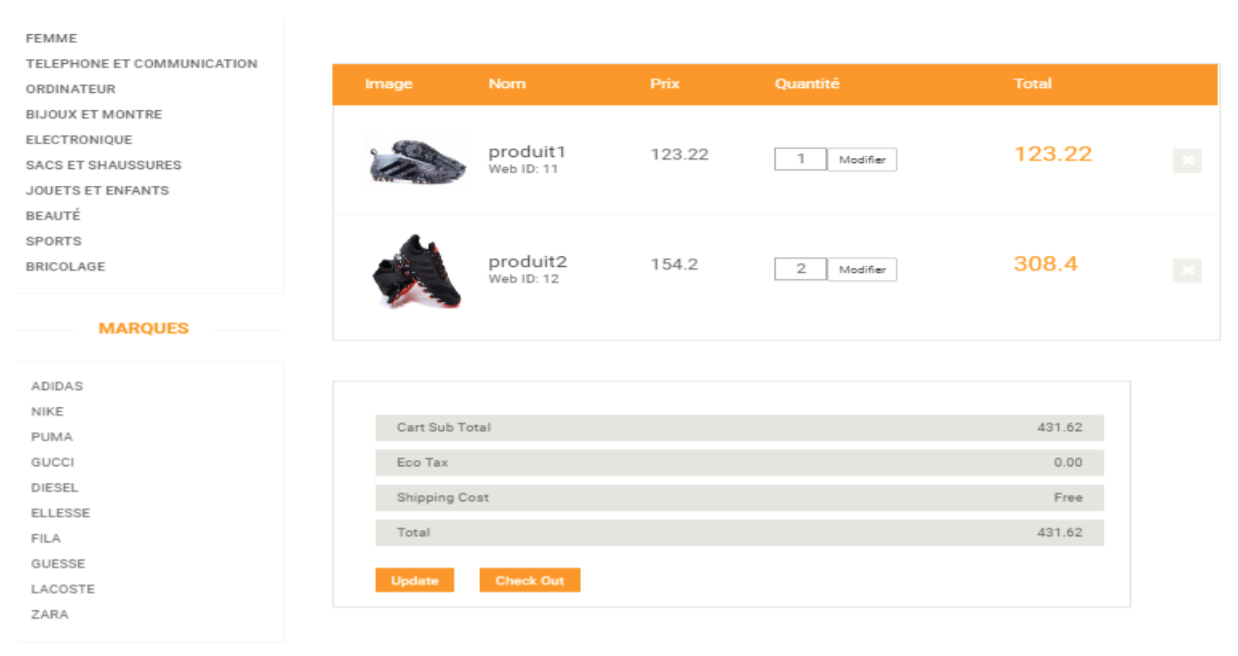 FEMME
TELEPHONE ET COMMUNICATION
ORDINATEUR
BIJOUX ET MONTRE
ELECTRONIQUE
SACS ET SHAUSSURES
JOUETS ET ENFANTS
BEAUTÉ
SPORTS
BRICOLAGE
MARQUES
ADIDAS
NIKE
PUMA
GUCCI
DIESEL
ELLESSE
FILA
GUESSE
LACOSTE
ZARA
Image Nom Prix Quantité Total
produit1 123.22 1 Modifier 123.22
Web ID: 11
produit2 154.2 2 Modifier 308.4
Web ID: 12
Cart Sub Total 431.62
Eco Tax 0.00
Shipping Cost Free
Total 431.62
Update Check Out